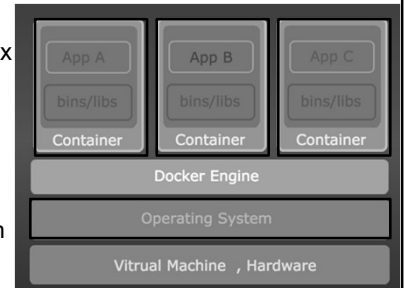 x
App A App B App C
bins/libs bins/libs bins/libs
Container Container Container
Docker Engine
Operating System
n
Vitrual Machine , Hardware